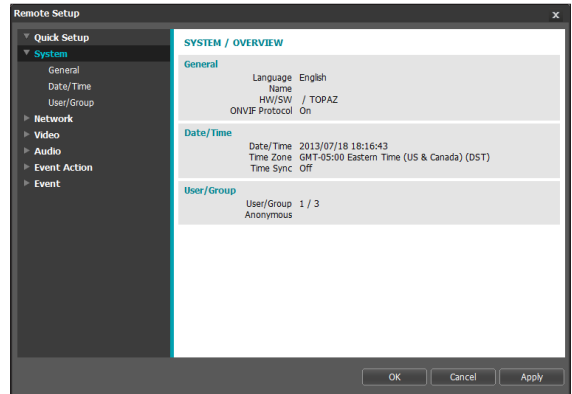 Remote Setup
x
Quick Setup
System
General
Date/Time
User/Group
Network
Video
Audio
Event Action
Event
SYSTEM / OVERVIEW
General
Language English
Name
HW/SW / TOPAZ
ONVIF Protocol On
Date/Time
Date/Time 2013/07/18 18:16:43
Time Zone GMT-05:00 Eastern Time (US & Canada) (DST)
Time Sync Off
User/Group
User/Group 1 / 3
Anonymous
OK Cancel Apply